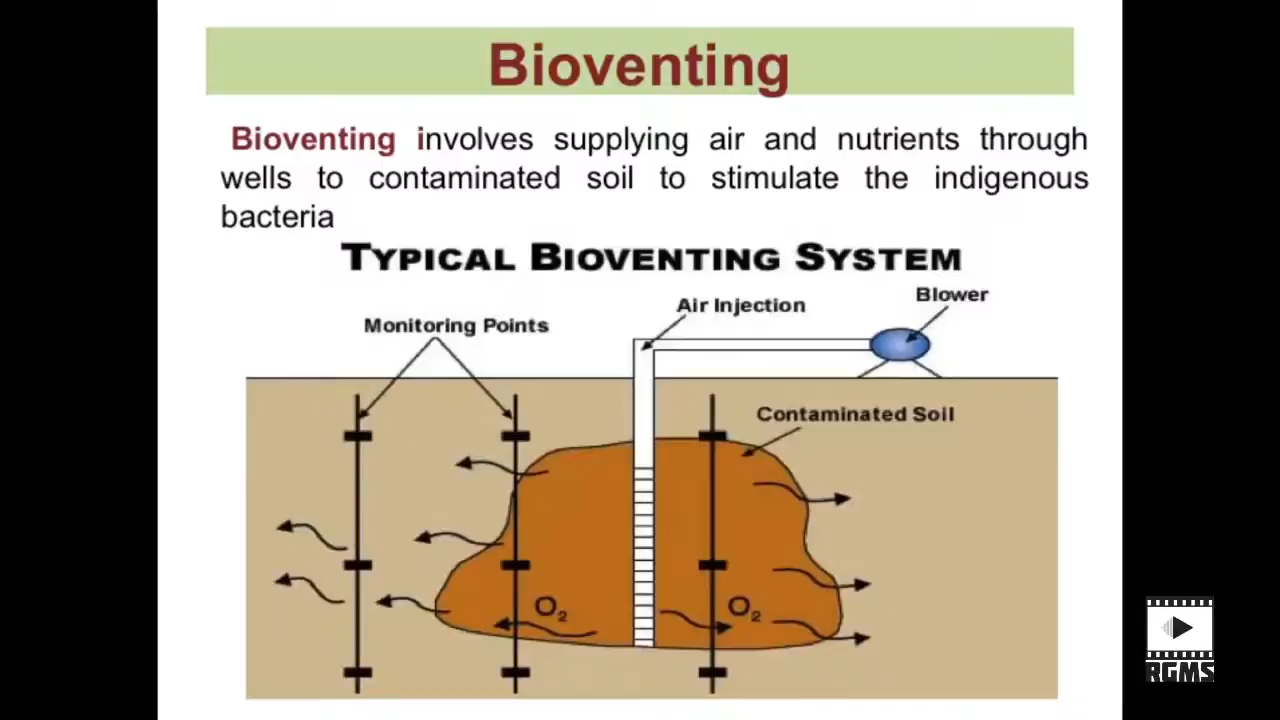 Bioventing
Bioventing involves supplying air and nutrients through
wells to contaminated soil to stimulate the indigenous
bacteria
TYPICAL BIOVENTING SYSTEM
Blower
Air Injection
Monitoring Points
Contaminated Soil
O₂
O₂
RGMS